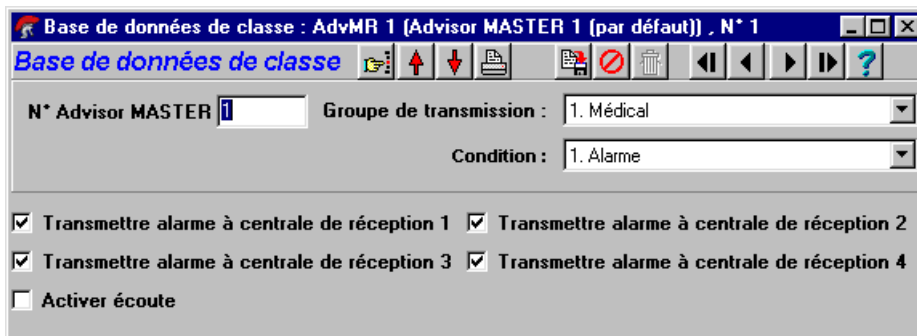 Base de données de classe : AdvMR 1 (Advisor MASTER 1 (par défaut)) , N° 1
Base de données de classe
N° Advisor MASTER 1 Groupe de transmission : 1. Médical
Condition : 1. Alarme
Transmettre alarme à centrale de réception 1 Transmettre alarme à centrale de réception 2
Transmettre alarme à centrale de réception 3 Transmettre alarme à centrale de réception 4
Activer écoute